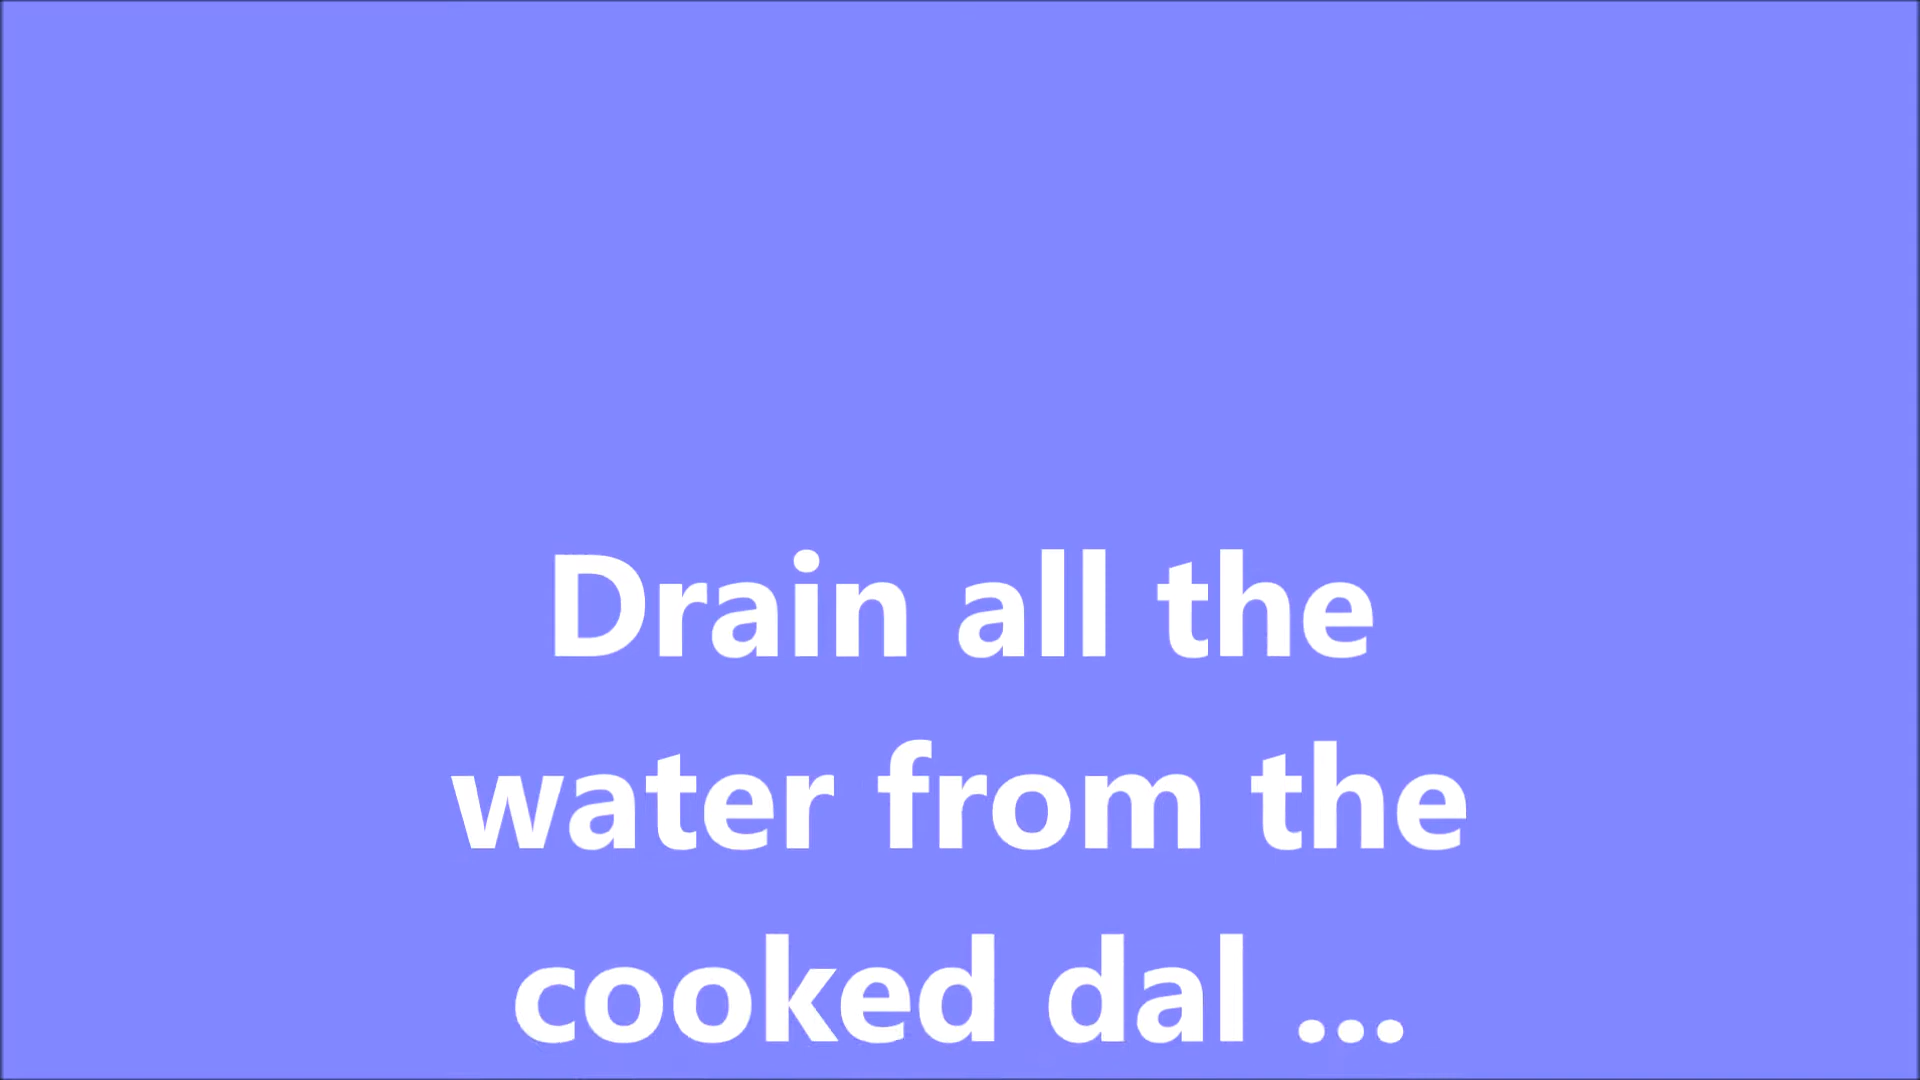 Drain all the
water from the
cooked dal ...